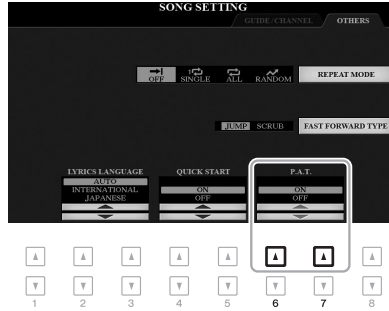 SONG SETTING
GUIDE/CHANNEL OTHERS
OFF SINGLE ALL RANDOM REPEAT MODE
JUMP SCRUB FAST FORWARD TYPE
LYRICS LANGUAGE QUICK START P.A.T.
AUTO
INTERNATIONAL ON ON
JAPANESE OFF OFF
1 2 3 4 5 6 7 8